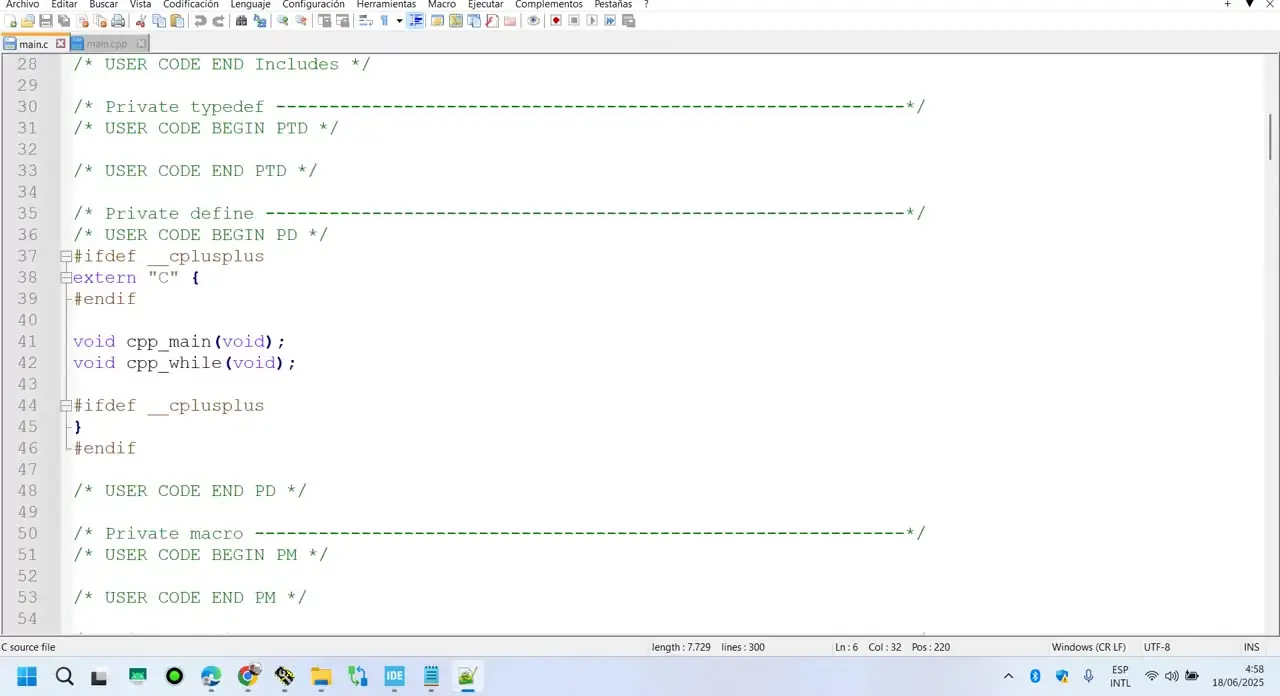 Archivo Editar Buscar Vista Codificación Lenguaje Configuración Herramientas Macro Ejecutar Complementos Pestañas ?
main.c main.cpp
28 /* USER CODE END Includes */
29
30 /* Private typedef -----------------------------------------------------------*/
31 /* USER CODE BEGIN PTD */
32
33 /* USER CODE END PTD */
34
35 /* Private define ------------------------------------------------------------*/
36 /* USER CODE BEGIN PD */
37 #ifdef __cplusplus
38 extern "C" {
39 #endif
40
41 void cpp_main(void);
42 void cpp_while(void);
43
44 #ifdef __cplusplus
45 }
46 #endif
47
48 /* USER CODE END PD */
49
50 /* Private macro -------------------------------------------------------------*/
51 /* USER CODE BEGIN PM */
52
53 /* USER CODE END PM */
54
C source file length : 7.729 lines : 300 Ln : 6 Col : 32 Pos : 220 Windows (CR LF) UTF-8 INS
IDE
ESP
INTL
4:58
18/06/2025